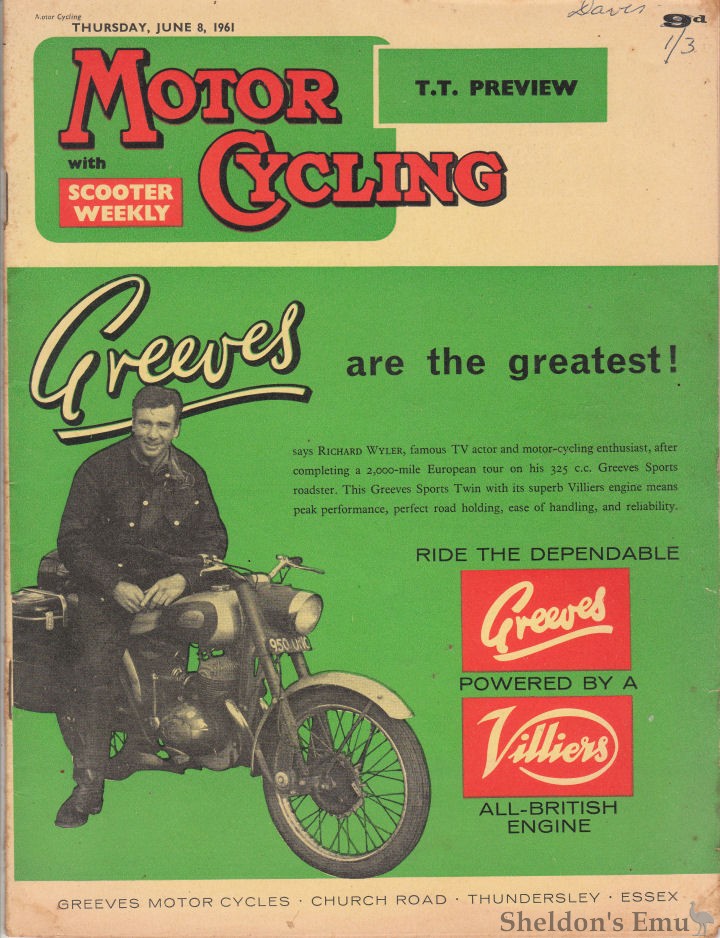 Motor Cycling
THURSDAY, JUNE 8, 1961
Davis
9d
1/3
MOTOR
CYCLING
with
SCOOTER
WEEKLY
T.T. PREVIEW
Greeves
are the greatest!
says RICHARD WYLER, famous TV actor and motor-cycling enthusiast, after
completing a 2,000-mile European tour on his 325 c.c. Greeves Sports
roadster. This Greeves Sports Twin with its superb Villiers engine means
peak performance, perfect road holding, ease of handling, and reliability.
RIDE THE DEPENDABLE
Greeves
POWERED BY A
Villiers
ALL-BRITISH
ENGINE
GREEVES MOTOR CYCLES · CHURCH ROAD · THUNDERSLEY · ESSEX
Sheldon's Emu